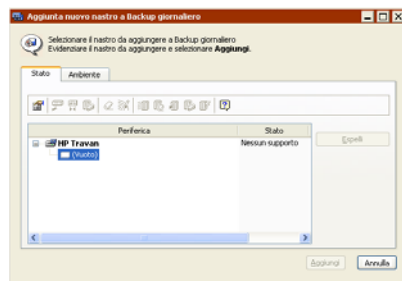 Aggiunta nuovo nastro a Backup giornaliero
Selezionare il nastro da aggiungere a Backup giornaliero
Evidenziare il nastro da aggiungere e selezionare Aggiungi.
Stato Ambiente
Periferica Stato
HP Travan Nessun supporto
(Vuoto)
Espelli
Aggiungi Annulla